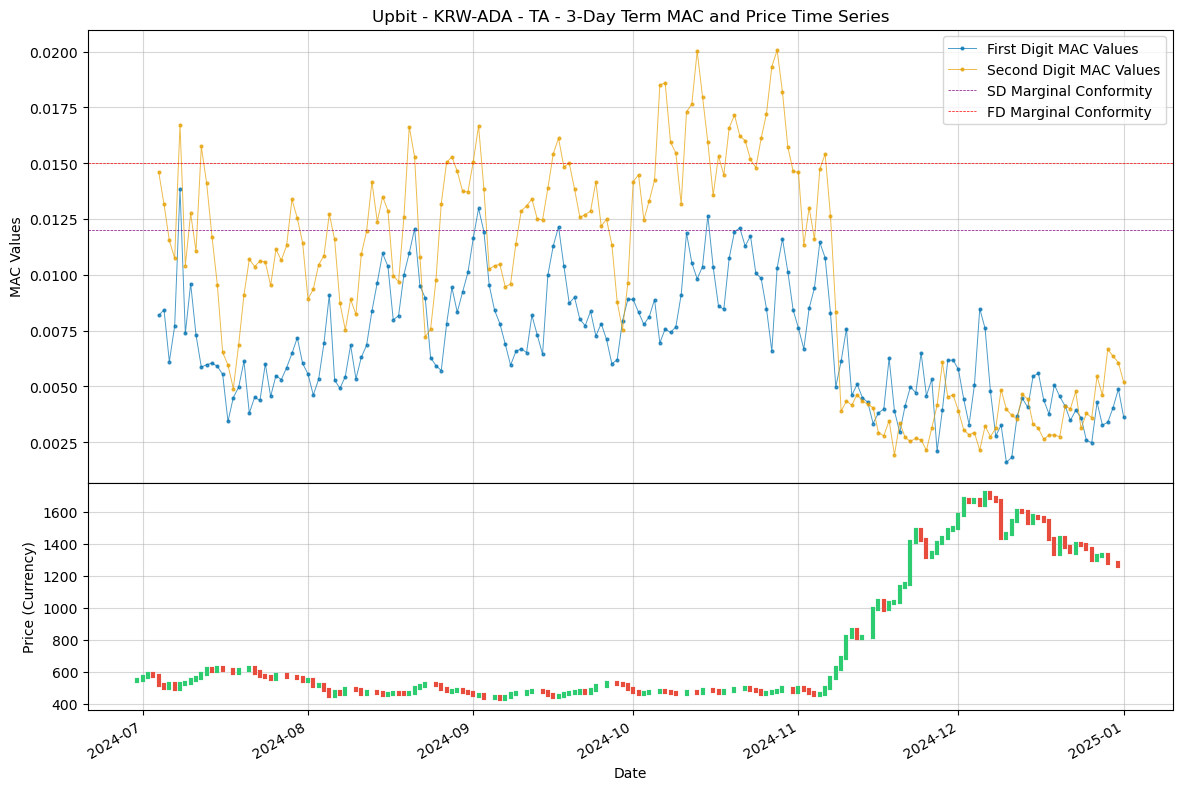 Upbit - KRW-ADA - TA - 3-Day Term MAC and Price Time Series
First Digit MAC Values
Second Digit MAC Values
SD Marginal Conformity
FD Marginal Conformity
MAC Values
0.0200
0.0175
0.0150
0.0125
0.0100
0.0075
0.0050
0.0025
Price (Currency)
1600
1400
1200
1000
800
600
400
2024-07
2024-08
2024-09
2024-10
2024-11
2024-12
2025-01
Date